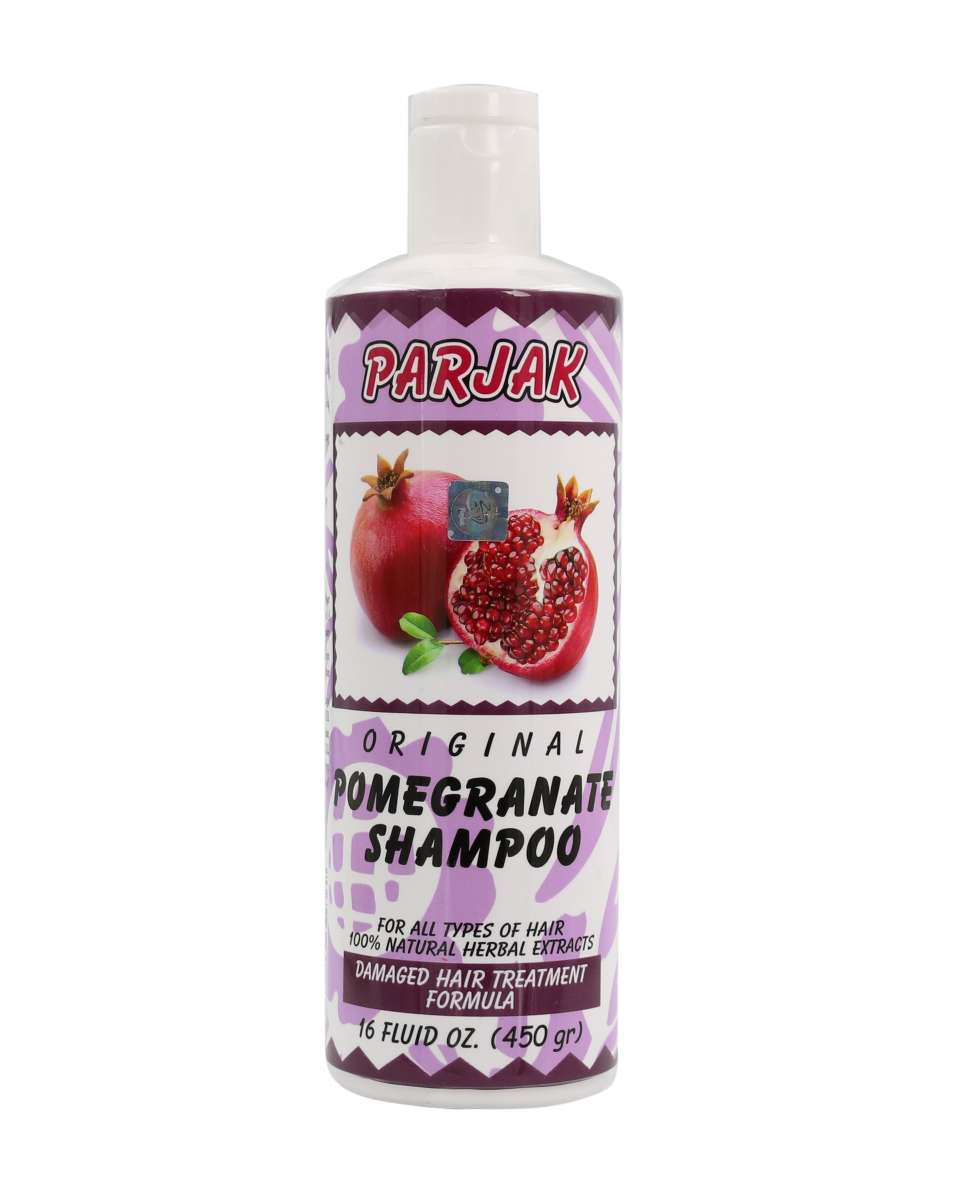 PARJAK
ORIGINAL
POMEGRANATE
SHAMPOO
FOR ALL TYPES OF HAIR
100% NATURAL HERBAL EXTRACTS
DAMAGED HAIR TREATMENT
FORMULA
16 FLUID OZ. (450 gr)